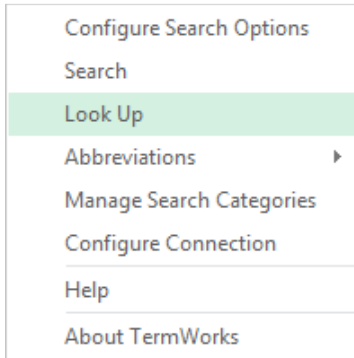 Configure Search Options
Search
Look Up
Abbreviations
Manage Search Categories
Configure Connection
Help
About TermWorks